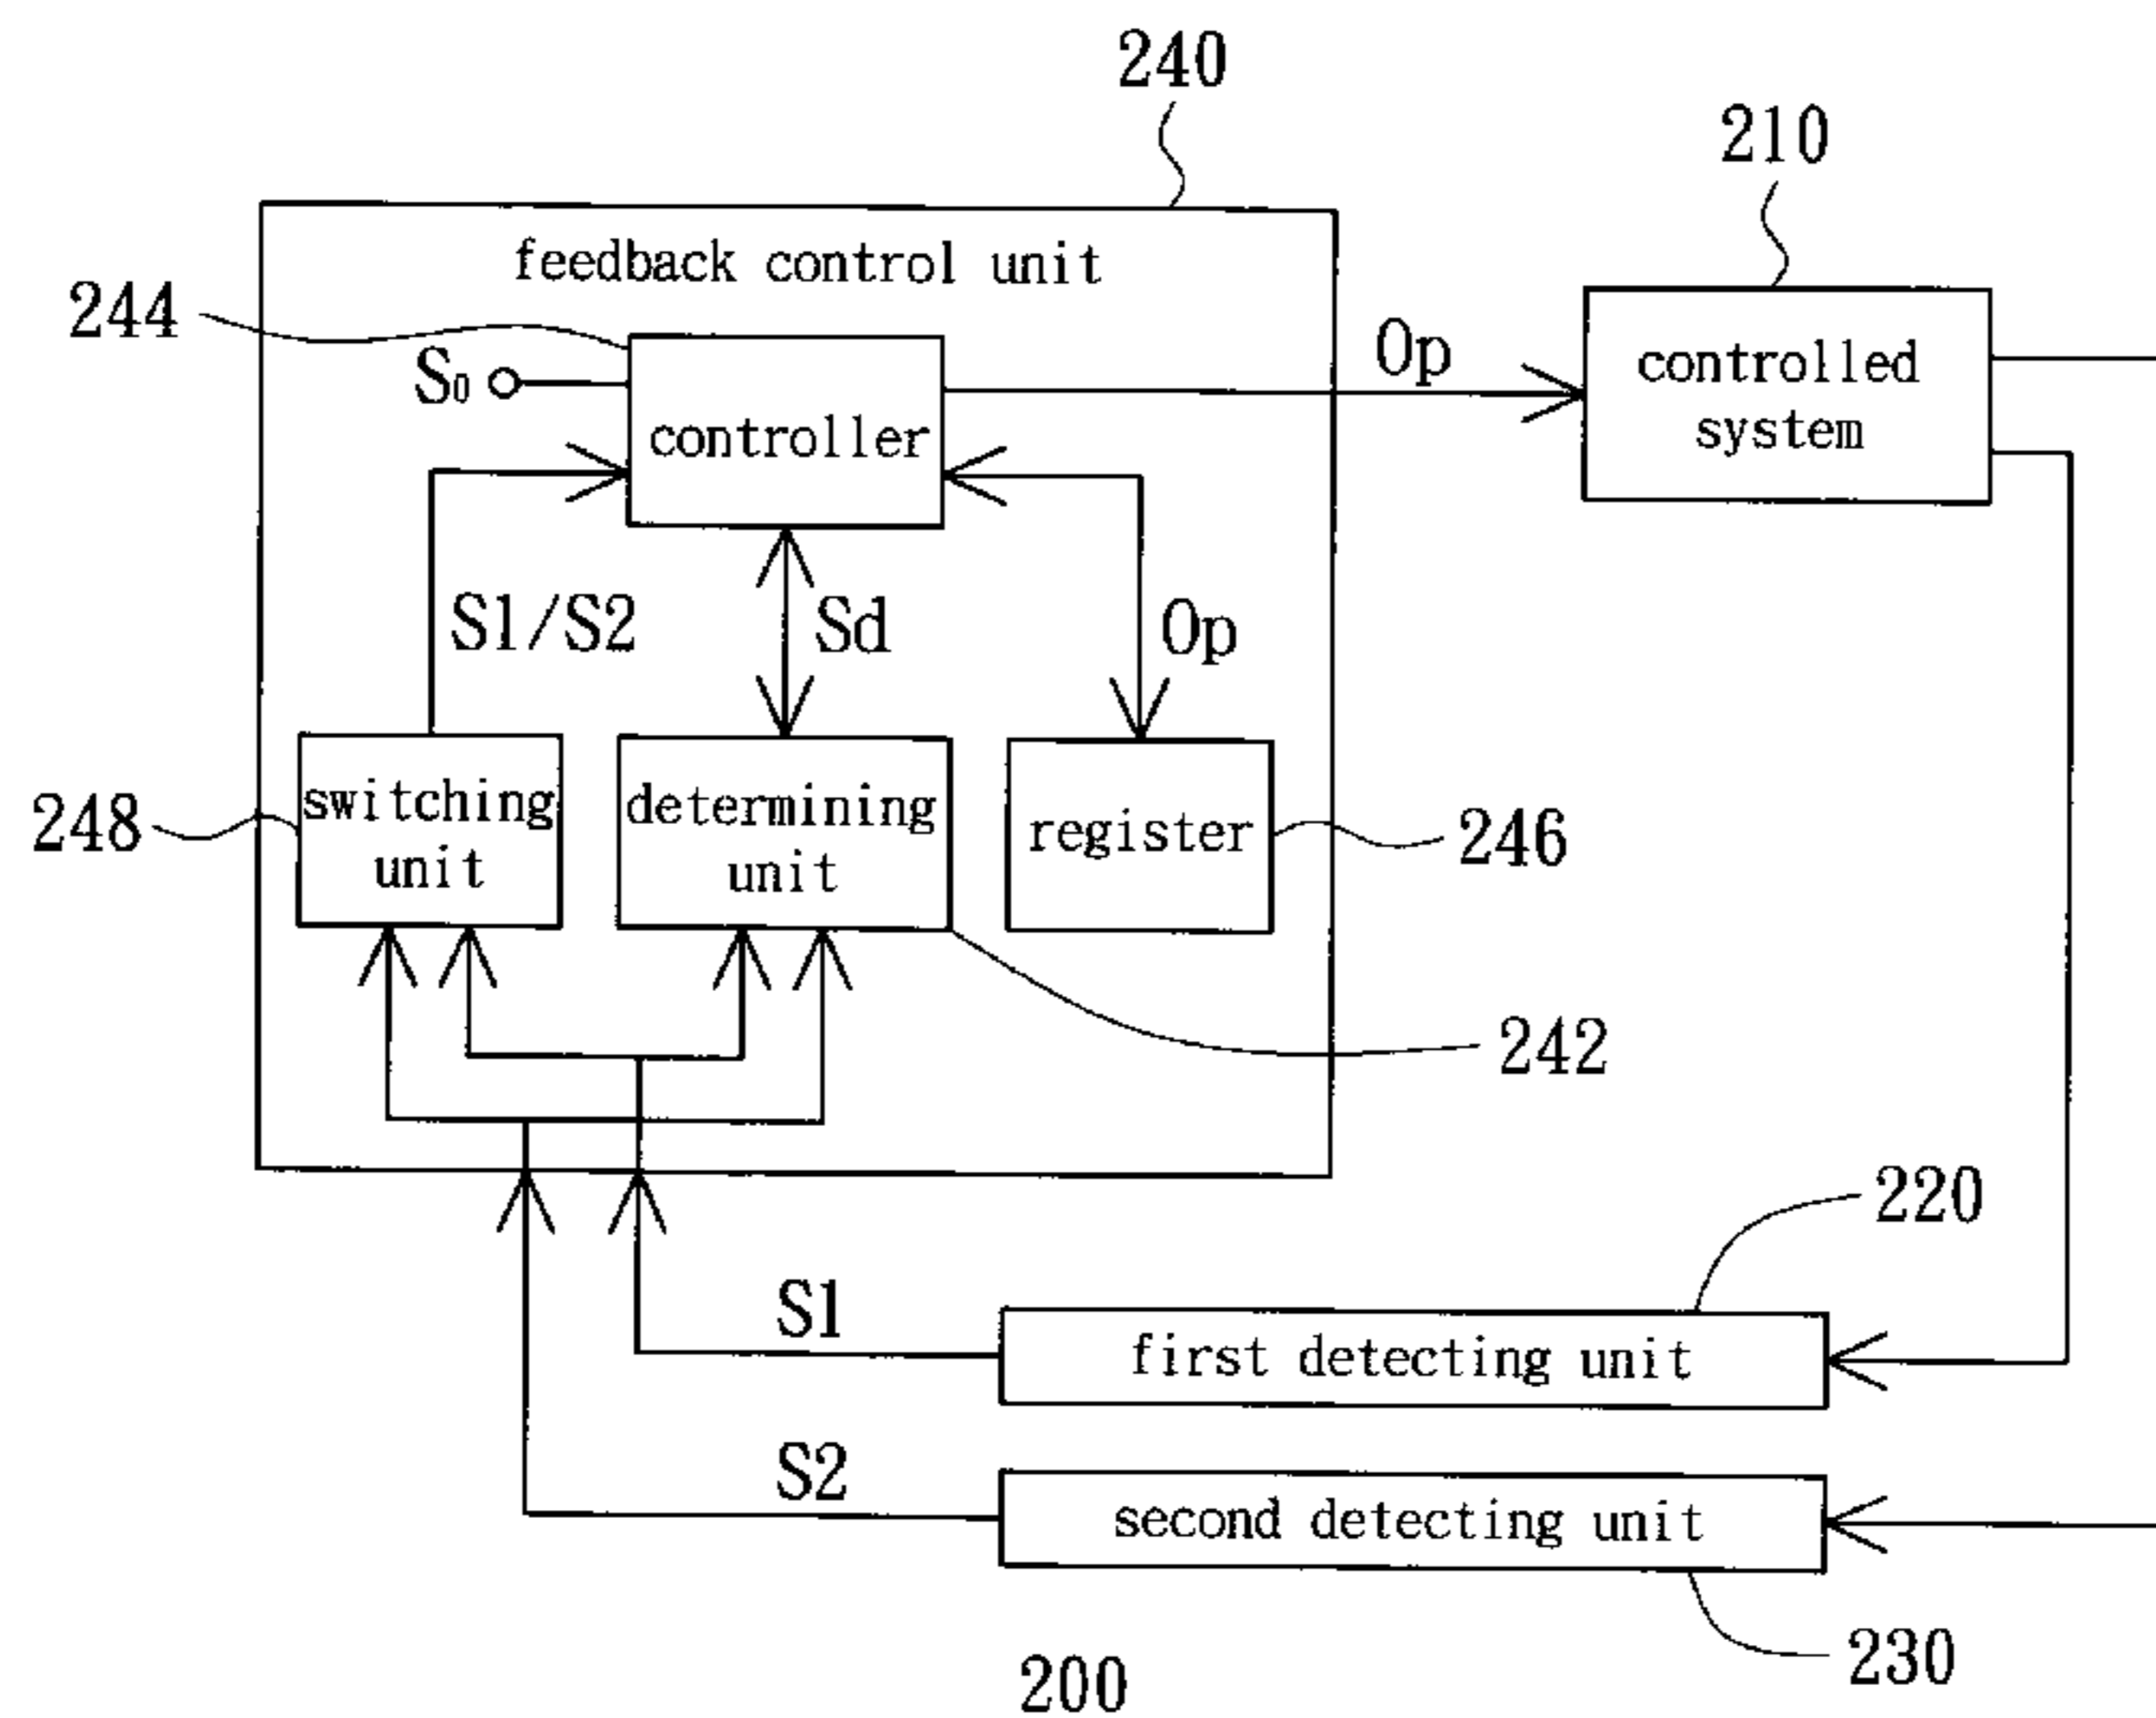 240
210
feedback control unit
244
S0
controller
Op
controlled
system
S1/S2
Sd
Op
248
switching
unit
determining
unit
register
246
242
220
S1
first detecting unit
S2
second detecting unit
230
200